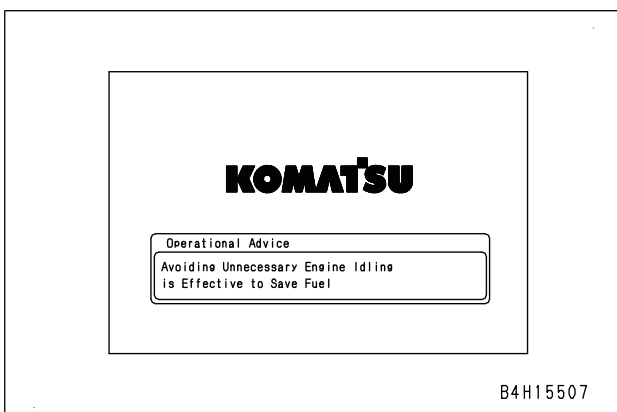 KOMATSU
Operational Advice
Avoiding Unnecessary Engine Idling
is Effective to Save Fuel
B4H15507